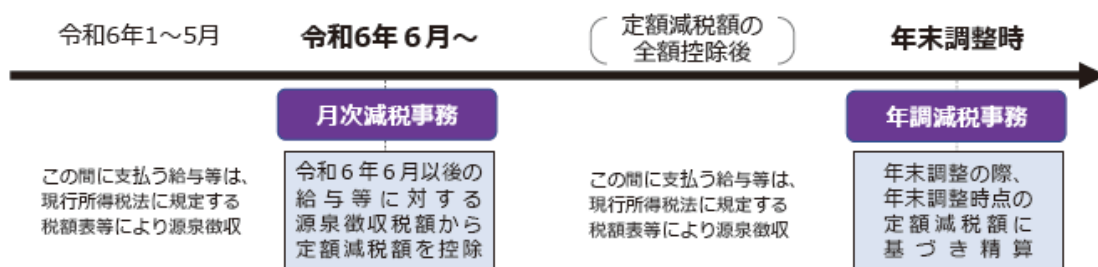 令和6年1～5月
令和6年６月～
定額減税額の
全額控除後
年末調整時
月次減税事務
年調減税事務
この間に支払う給与等は、
現行所得税法に規定する
税額表等により源泉徴収
令和６年６月以後の
給与等に対する
源泉徴収税額から
定額減税額を控除
この間に支払う給与等は、
現行所得税法に規定する
税額表等により源泉徴収
年末調整の際、
年末調整時点の
定額減税額に
基づき精算